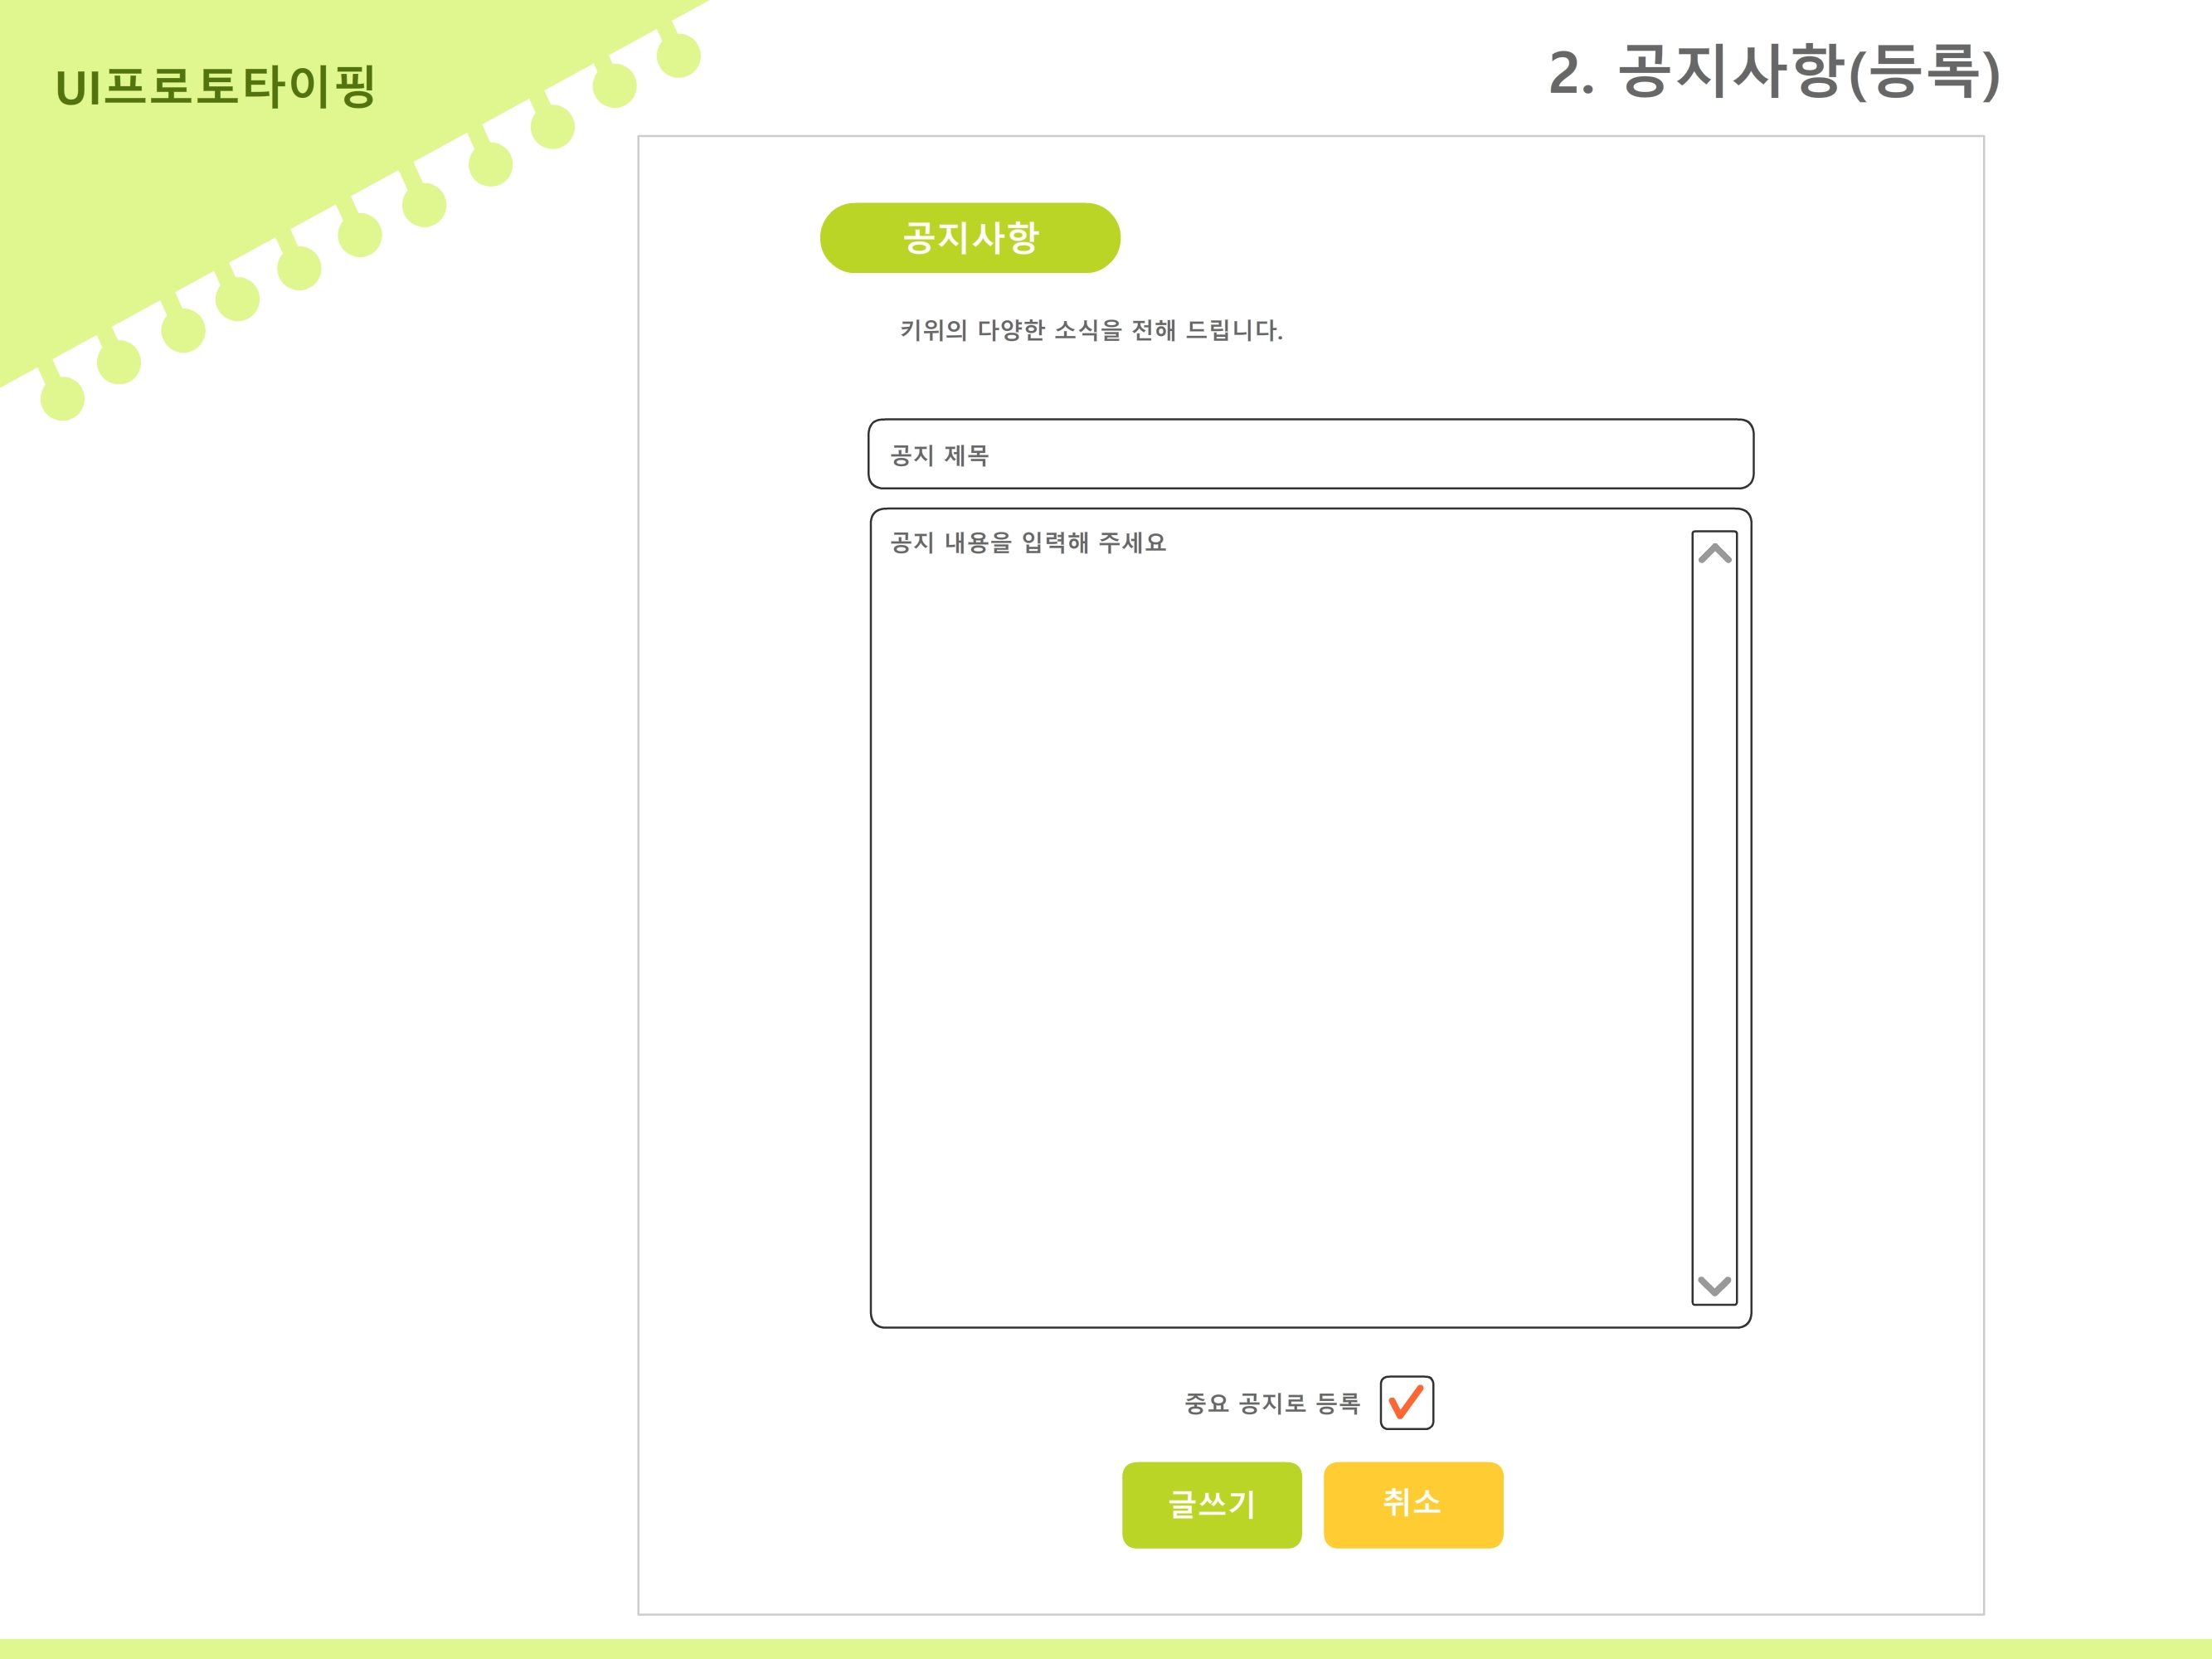 UI프로토타이핑
2. 공지사항(등록)
공지사항
키위의 다양한 소식을 전해 드립니다.
공지 제목
공지 내용을 입력해 주세요
중요 공지로 등록
글쓰기
취소